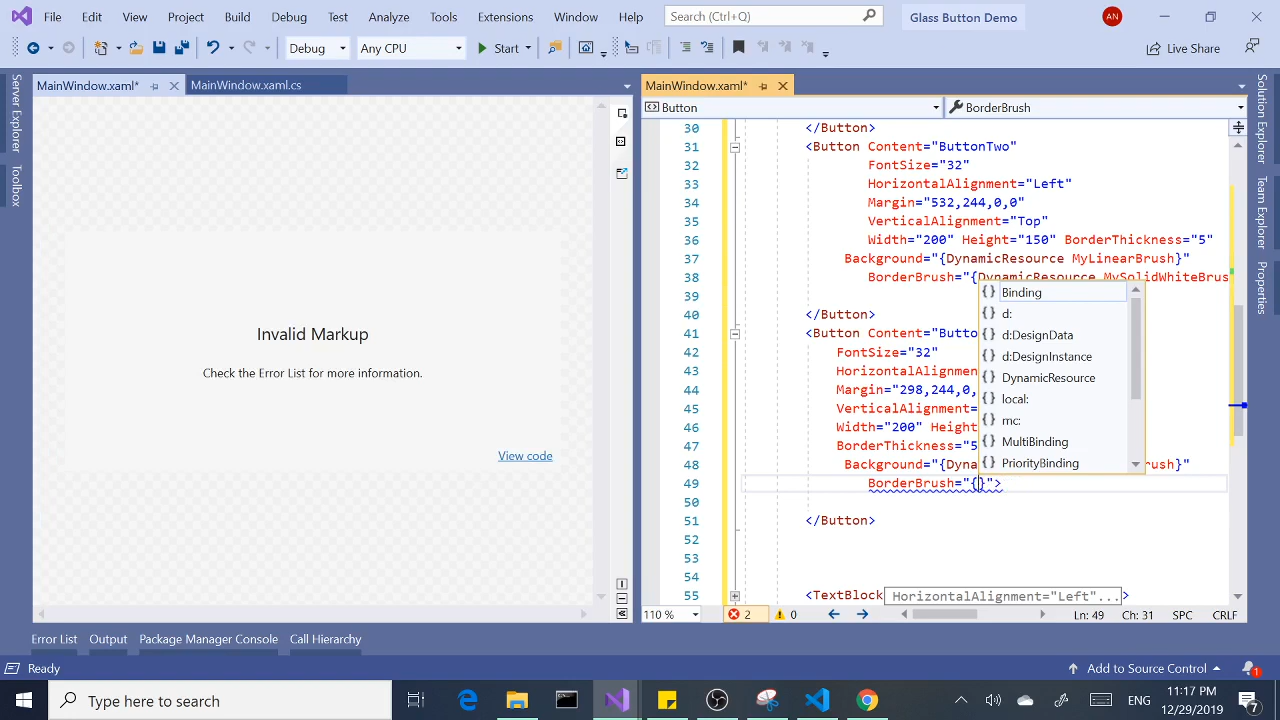 File Edit View Project Build Debug Test Analyze Tools Extensions Window Help Search (Ctrl+Q) Glass Button Demo AN
Debug Any CPU Start Live Share
Server Explorer
Toolbox
MainWindow.xaml* MainWindow.xaml.cs
Invalid Markup
Check the Error List for more information.
View code
MainWindow.xaml*
Button BorderBrush
30 </Button>
31 <Button Content="ButtonTwo"
32 FontSize="32"
33 HorizontalAlignment="Left"
34 Margin="532,244,0,0"
35 VerticalAlignment="Top"
36 Width="200" Height="150" BorderThickness="5"
37 Background="{DynamicResource MyLinearBrush}"
38 BorderBrush="{DynamicResource MySolidWhiteBrus
39
40 </Button>
41 <Button Content="Butto
42 FontSize="32"
43 HorizontalAlignmen
44 Margin="298,244,0,
45 VerticalAlignment=
46 Width="200" Height
47 BorderThickness="5
48 Background="{Dyna rush}"
49 BorderBrush="{}">
50
51 </Button>
52
53
54
55 <TextBlock HorizontalAlignment="Left"... >
Binding
d:
d:DesignData
d:DesignInstance
DynamicResource
local:
mc:
MultiBinding
PriorityBinding
110 % 2 0 Ln: 49 Ch: 31 SPC CRLF
Solution Explorer
Team Explorer
Properties
Error List Output Package Manager Console Call Hierarchy
Ready Add to Source Control 1
Type here to search ENG 11:17 PM 12/29/2019 7